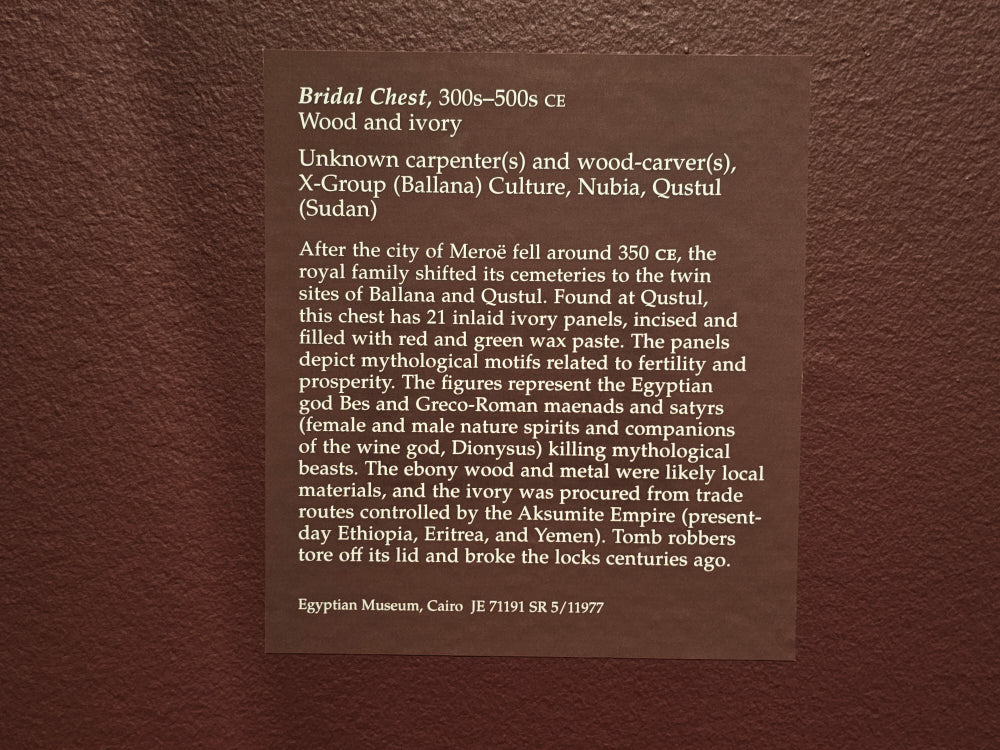 Bridal Chest, 300s–500s CE
Wood and ivory
Unknown carpenter(s) and wood-carver(s),
X-Group (Ballana) Culture, Nubia, Qustul
(Sudan)
After the city of Meroë fell around 350 CE, the
royal family shifted its cemeteries to the twin
sites of Ballana and Qustul. Found at Qustul,
this chest has 21 inlaid ivory panels, incised and
filled with red and green wax paste. The panels
depict mythological motifs related to fertility and
prosperity. The figures represent the Egyptian
god Bes and Greco-Roman maenads and satyrs
(female and male nature spirits and companions
of the wine god, Dionysus) killing mythological
beasts. The ebony wood and metal were likely local
materials, and the ivory was procured from trade
routes controlled by the Aksumite Empire (present-
day Ethiopia, Eritrea, and Yemen). Tomb robbers
tore off its lid and broke the locks centuries ago.
Egyptian Museum, Cairo JE 71191 SR 5/11977